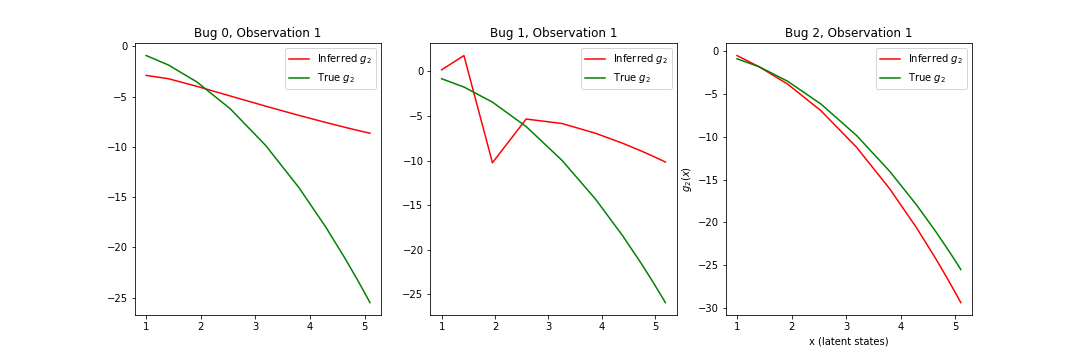 Bug 0, Observation 1
Inferred g₂
True g₂
0
−5
−10
−15
−20
−25
1 2 3 4 5
Bug 1, Observation 1
Inferred g₂
True g₂
0
−5
−10
−15
−20
−25
1 2 3 4 5
Bug 2, Observation 1
Inferred g₂
True g₂
g₂(x)
0
−5
−10
−15
−20
−25
−30
1 2 3 4 5
x (latent states)